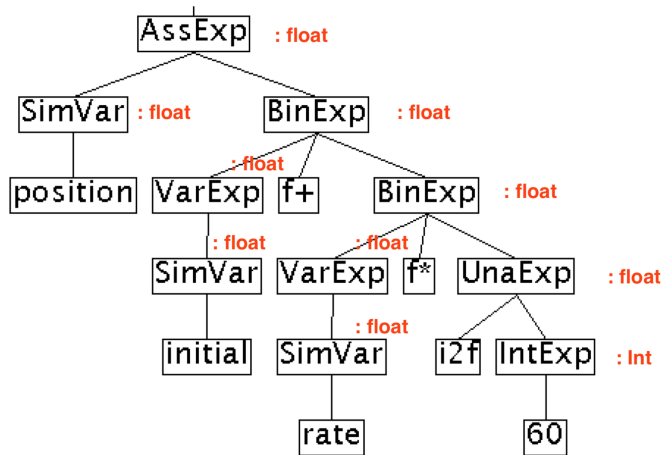 AssExp : float
SimVar : float BinExp : float
: float
position VarExp f+ BinExp : float
: float : float
SimVar VarExp f* UnaExp : float
: float
initial SimVar i2f IntExp : Int
rate 60